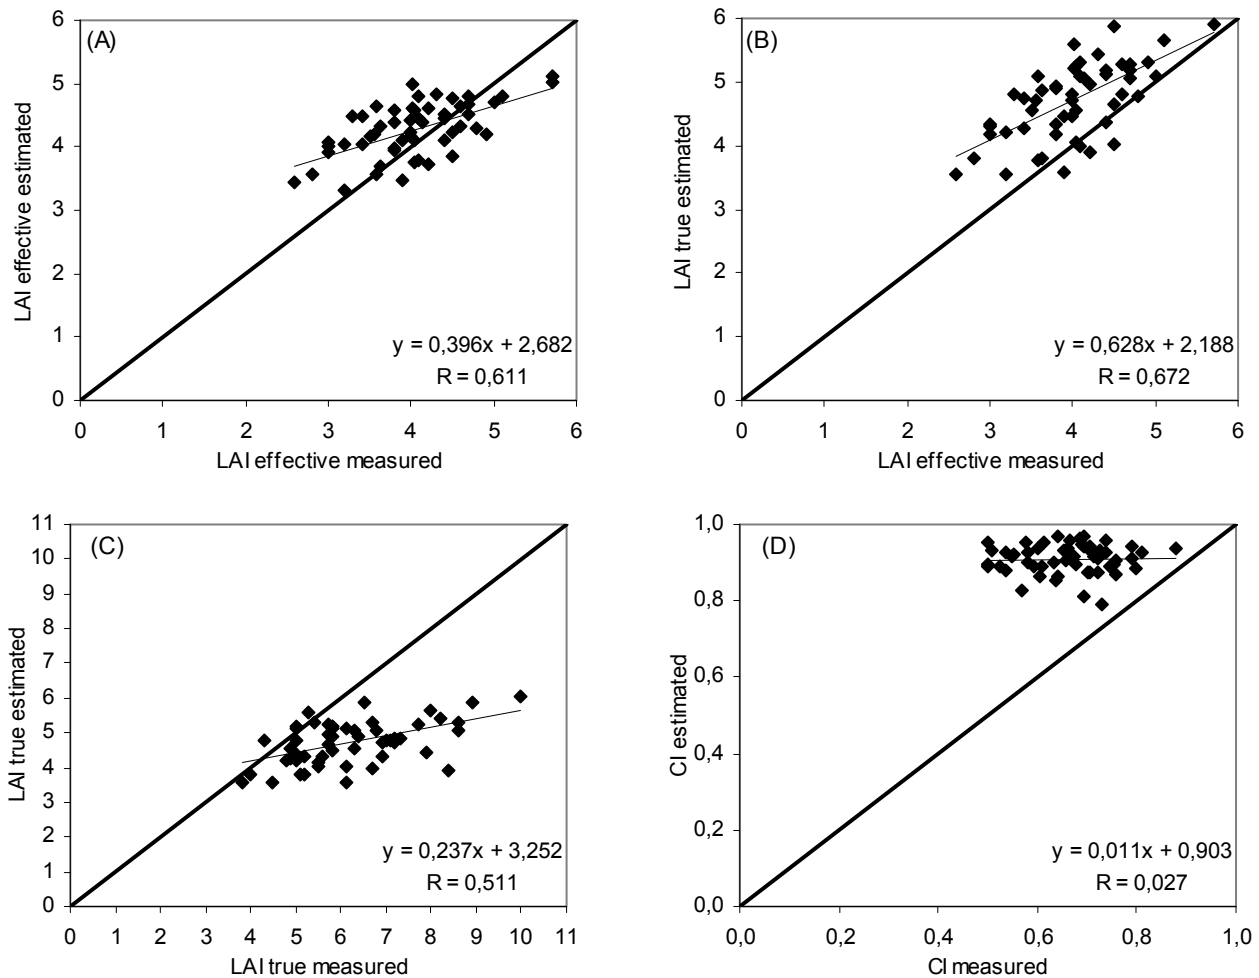 (A)
LAI effective estimated
6
5
4
3
2
1
0
y = 0,396x + 2,682
R = 0,611
0 1 2 3 4 5 6
LAI effective measured
(B)
LAI true estimated
6
5
4
3
2
1
0
y = 0,628x + 2,188
R = 0,672
0 1 2 3 4 5 6
LAI effective measured
(C)
LAI true estimated
11
10
9
8
7
6
5
4
3
2
1
0
y = 0,237x + 3,252
R = 0,511
0 1 2 3 4 5 6 7 8 9 10 11
LAI true measured
(D)
CI estimated
1,0
0,8
0,6
0,4
0,2
0,0
y = 0,011x + 0,903
R = 0,027
0,0 0,2 0,4 0,6 0,8 1,0
CI measured